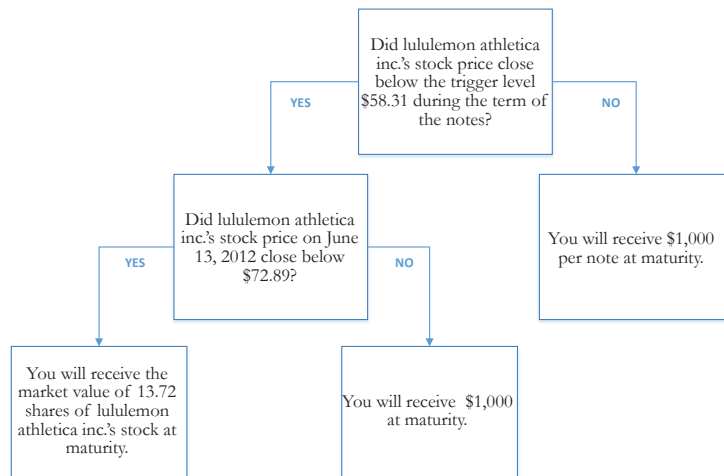 Did lululemon athletica
inc.'s stock price close
below the trigger level
$58.31 during the term of
the notes?
YES
NO
Did lululemon athletica
inc.'s stock price on June
13, 2012 close below
$72.89?
You will receive $1,000
per note at maturity.
YES
NO
You will receive the
market value of 13.72
shares of lululemon
athletica inc.'s stock at
maturity.
You will receive $1,000
at maturity.